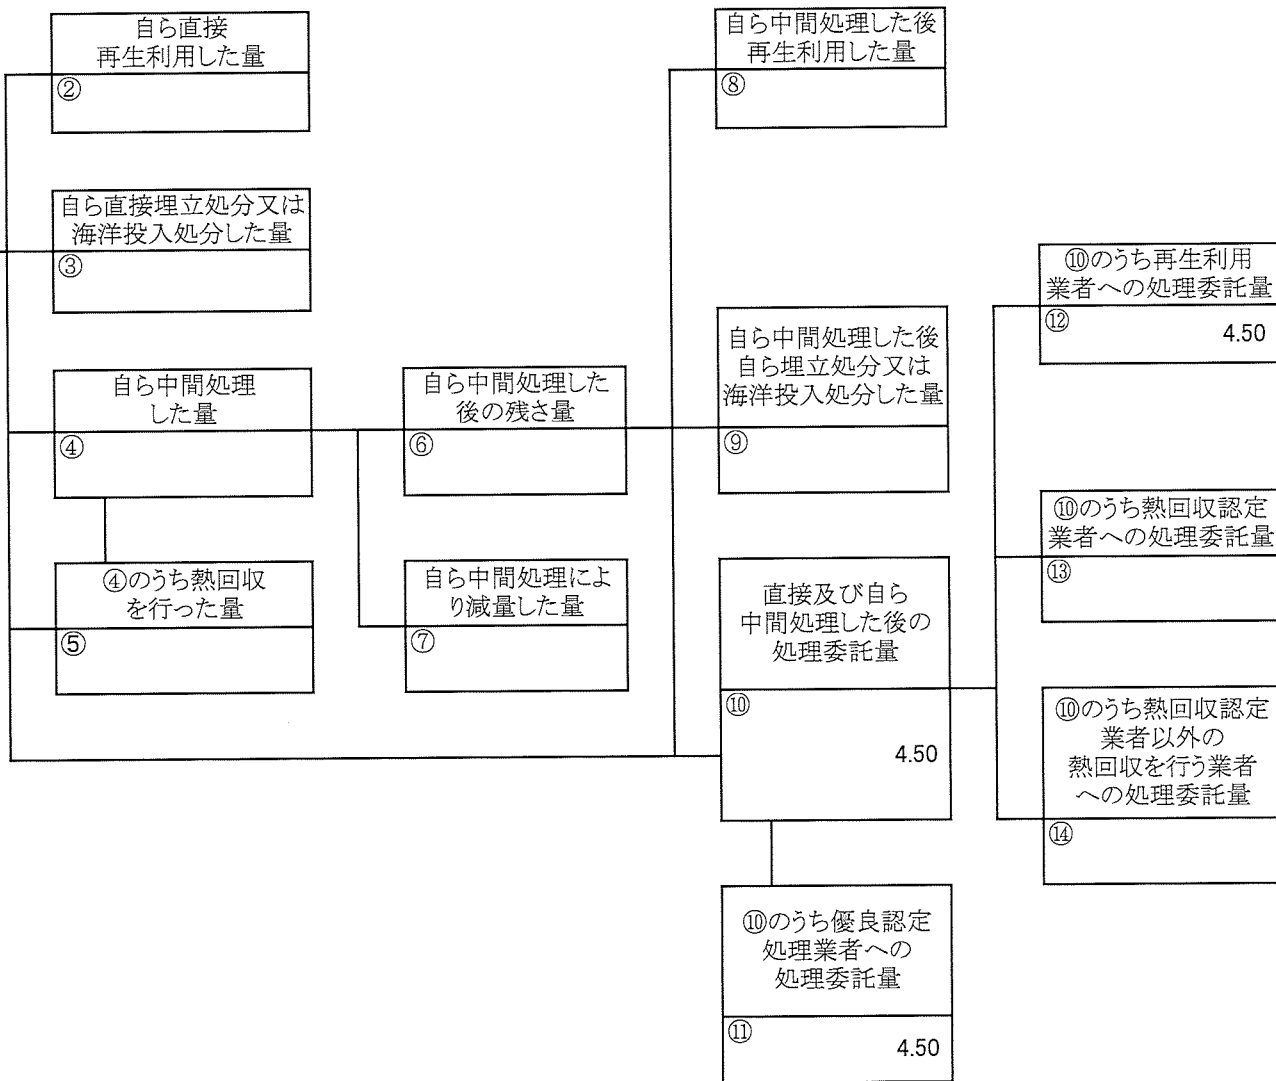 自ら直接
再生利用した量
②
自ら直接埋立処分又は
海洋投入処分した量
③
自ら中間処理
した量
④
④のうち熱回収
を行った量
⑤
自ら中間処理した
後の残さ量
⑥
自ら中間処理によ
り減量した量
⑦
自ら中間処理した後
再生利用した量
⑧
自ら中間処理した後
自ら埋立処分又は
海洋投入処分した量
⑨
直接及び自ら
中間処理した後の
処理委託量
⑩
4.50
⑩のうち優良認定
処理業者への
処理委託量
⑪
4.50
⑩のうち再生利用
業者への処理委託量
⑫
4.50
⑩のうち熱回収認定
業者への処理委託量
⑬
⑩のうち熱回収認定
業者以外の
熱回収を行う業者
への処理委託量
⑭